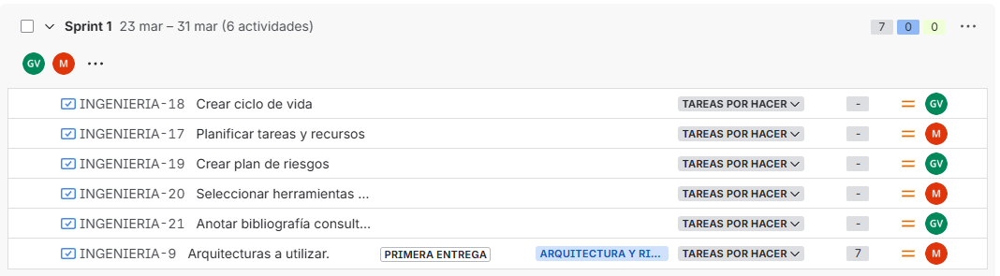 Sprint 1 23 mar – 31 mar (6 actividades) 7 0 0 ...
GV M ...
INGENIERIA-18 Crear ciclo de vida TAREAS POR HACER - GV
INGENIERIA-17 Planificar tareas y recursos TAREAS POR HACER - M
INGENIERIA-19 Crear plan de riesgos TAREAS POR HACER - GV
INGENIERIA-20 Seleccionar herramientas ... TAREAS POR HACER - M
INGENIERIA-21 Anotar bibliografía consult... TAREAS POR HACER - GV
INGENIERIA-9 Arquitecturas a utilizar. PRIMERA ENTREGA ARQUITECTURA Y RI... TAREAS POR HACER 7 M